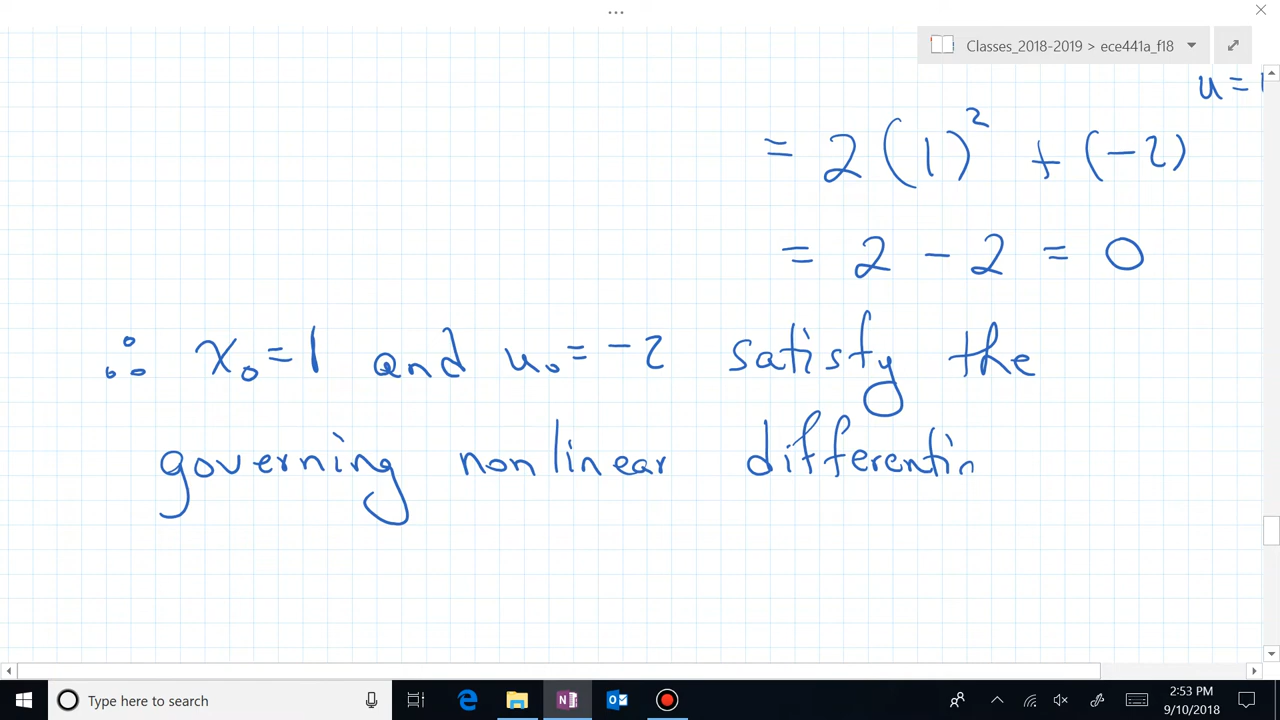 ...
Classes_2018-2019 > ece441a_f18
u =
= 2(1)² + (-2)
= 2 - 2 = 0
∴ x₀ = 1 and u₀ = -2 satisfy the
governing nonlinear differentia
Type here to search
2:53 PM
9/10/2018